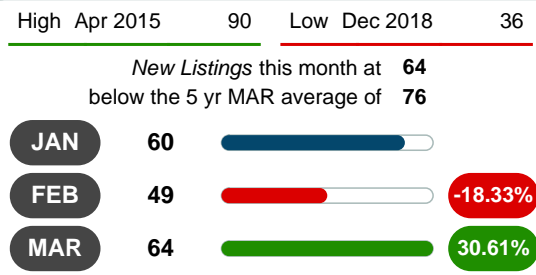 High Apr 2015 90 Low Dec 2018 36
New Listings this month at 64
below the 5 yr MAR average of 76
JAN 60
FEB 49 -18.33%
MAR 64 30.61%